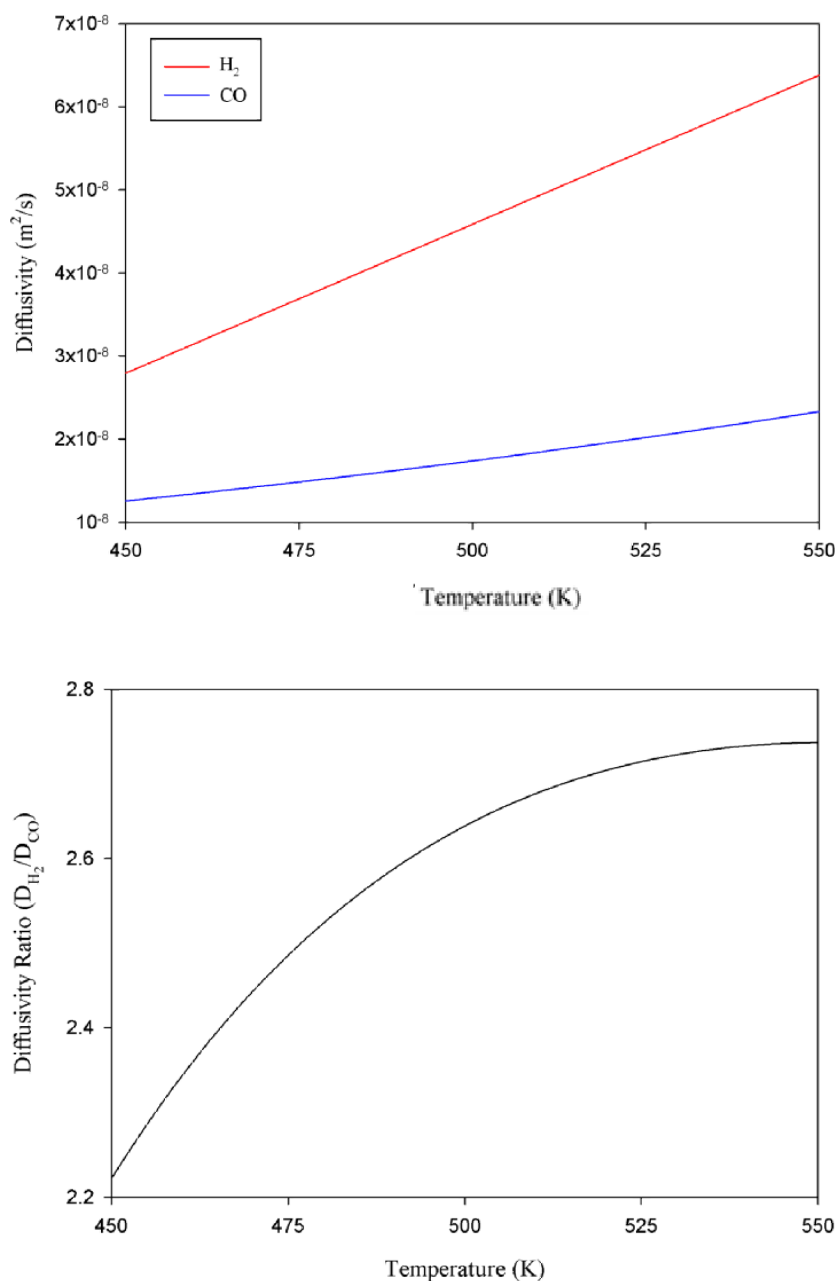 7x10⁻⁸
H₂
CO
6x10⁻⁸
5x10⁻⁸
4x10⁻⁸
3x10⁻⁸
2x10⁻⁸
10⁻⁸
Diffusivity (m²/s)
450 475 500 525 550
Temperature (K)
2.8
2.6
2.4
2.2
Diffusivity Ratio (D_H₂/D_CO)
450 475 500 525 550
Temperature (K)